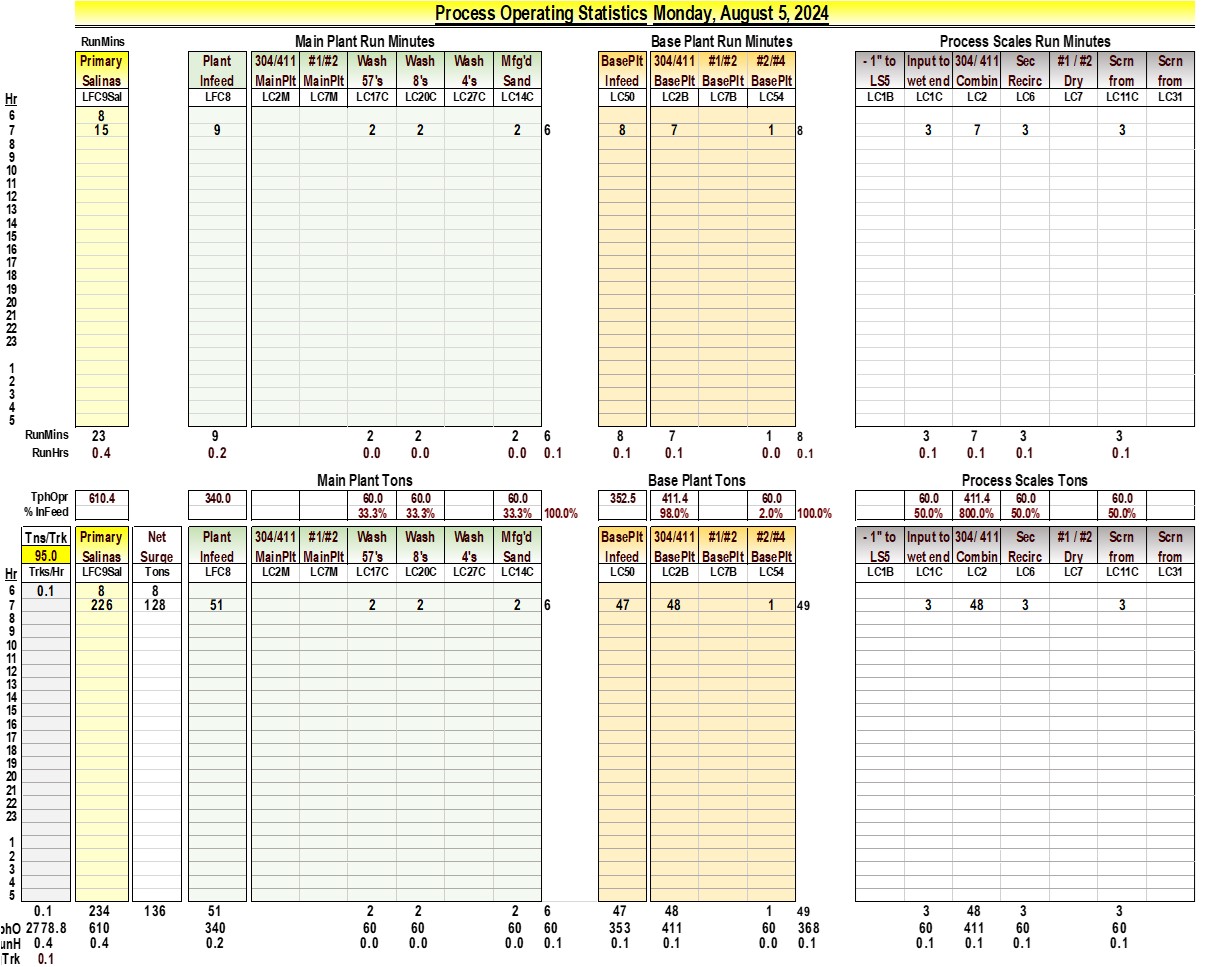 Process Operating Statistics Monday, August 5, 2024
RunMins Main Plant Run Minutes Base Plant Run Minutes Process Scales Run Minutes
Primary Plant 304/411 #1/#2 Wash Wash Wash Mfg'd BasePlt 304/411 #1/#2 #2/#4 - 1" to Input to 304/ 411 Sec #1 / #2 Scrn Scrn
Salinas Infeed MainPlt MainPlt 57's 8's 4's Sand Infeed BasePlt BasePlt BasePlt LS5 wet end Combin Recirc Dry from from
Hr LFC9Sal LFC8 LC2M LC7M LC17C LC20C LC27C LC14C LC50 LC2B LC7B LC54 LC1B LC1C LC2 LC6 LC7 LC11C LC31
6 8
7 15 9 2 2 2 6 8 7 1 8 3 7 3 3
8
9
10
11
12
13
14
15
16
17
18
19
20
21
22
23
1
2
3
4
5
RunMins 23 9 2 2 2 6 8 7 1 8 3 7 3 3
RunHrs 0.4 0.2 0.0 0.0 0.0 0.1 0.1 0.1 0.0 0.1 0.1 0.1 0.1 0.1
Main Plant Tons Base Plant Tons Process Scales Tons
TphOpr 610.4 340.0 60.0 60.0 60.0 352.5 411.4 60.0 60.0 411.4 60.0 60.0
% InFeed 33.3% 33.3% 33.3% 100.0% 98.0% 2.0% 100.0% 50.0% 800.0% 50.0% 50.0%
Tns/Trk Primary Net Plant 304/411 #1/#2 Wash Wash Wash Mfg'd BasePlt 304/411 #1/#2 #2/#4 - 1" to Input to 304/ 411 Sec #1 / #2 Scrn Scrn
95.0 Salinas Surge Infeed MainPlt MainPlt 57's 8's 4's Sand Infeed BasePlt BasePlt BasePlt LS5 wet end Combin Recirc Dry from from
Hr Trks/Hr LFC9Sal Tons LFC8 LC2M LC7M LC17C LC20C LC27C LC14C LC50 LC2B LC7B LC54 LC1B LC1C LC2 LC6 LC7 LC11C LC31
6 0.1 8 8
7 226 128 51 2 2 2 6 47 48 1 49 3 48 3 3
8
9
10
11
12
13
14
15
16
17
18
19
20
21
22
23
1
2
3
4
5
0.1 234 136 51 2 2 2 6 47 48 1 49 3 48 3 3
phO 2778.8 610 340 60 60 60 60 353 411 60 368 60 411 60 60
unH 0.4 0.4 0.2 0.0 0.0 0.0 0.1 0.1 0.1 0.0 0.1 0.1 0.1 0.1 0.1
Trk 0.1